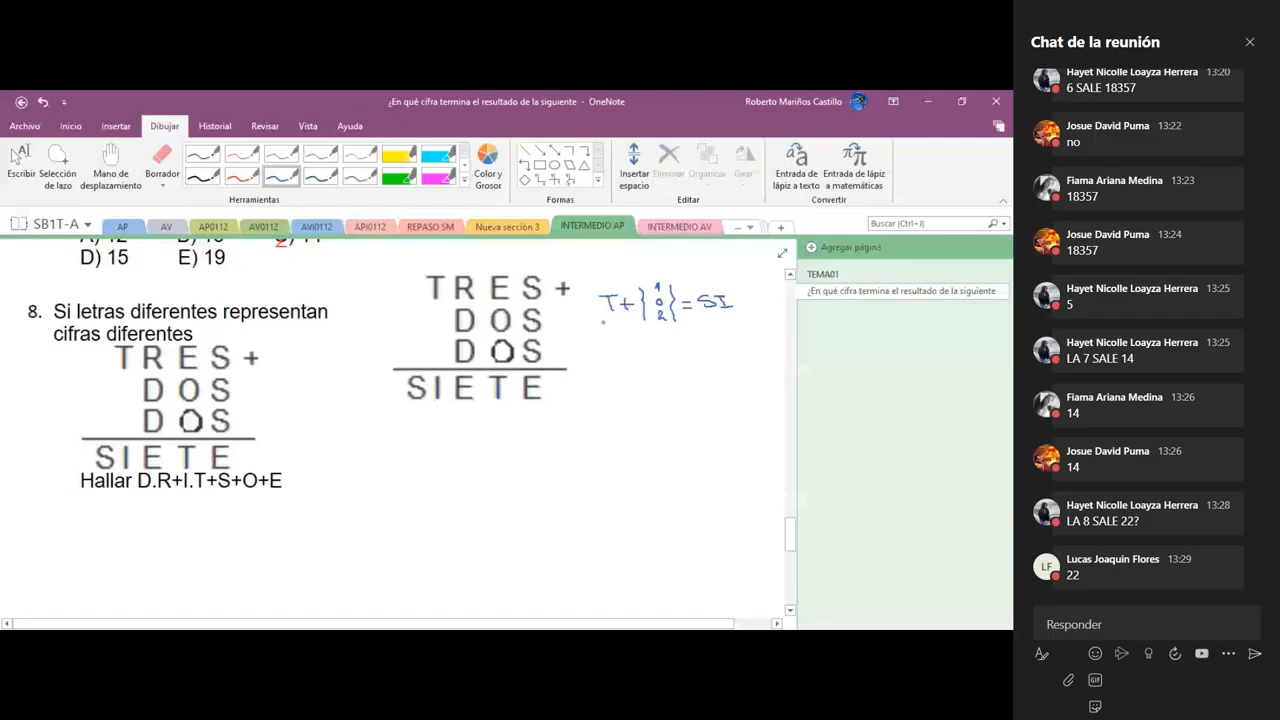 Chat de la reunión
Hayet Nicolle Loayza Herrera 13:20
6 SALE 18357
Josue David Puma 13:22
no
Fiama Ariana Medina 13:23
18357
Josue David Puma 13:24
18357
Hayet Nicolle Loayza Herrera 13:25
5
Hayet Nicolle Loayza Herrera 13:25
LA 7 SALE 14
Fiama Ariana Medina 13:26
14
Josue David Puma 13:26
14
Hayet Nicolle Loayza Herrera 13:28
LA 8 SALE 22?
LF
Lucas Joaquin Flores 13:29
22
Responder
GIF
¿En qué cifra termina el resultado de la siguiente - OneNote
Roberto Mariños Castillo
Archivo Inicio Insertar Dibujar Historial Revisar Vista Ayuda
Escribir
Selección de lazo
Mano de desplazamiento
Borrador
Color y Grosor
Insertar espacio
Eliminar
Organizar
Girar
Entrada de lápiz a texto
Entrada de lápiz a matemáticas
Herramientas
Formas
Editar
Convertir
SB1T-A AP AV AP0112 AV0112 AVI0112 API0112 REPASO SM Nueva sección 3 INTERMEDIO AP INTERMEDIO AV
Buscar (Ctrl+J)
Agregar página
TEMA01
¿En qué cifra termina el resultado de la siguiente
D) 15 E) 19
8. Si letras diferentes representan
cifras diferentes
T R E S +
D O S
D O S
S I E T E
Hallar D.R+I.T+S+O+E
T R E S +
D O S
D O S
S I E T E
T + { 1 0 2 } = SI